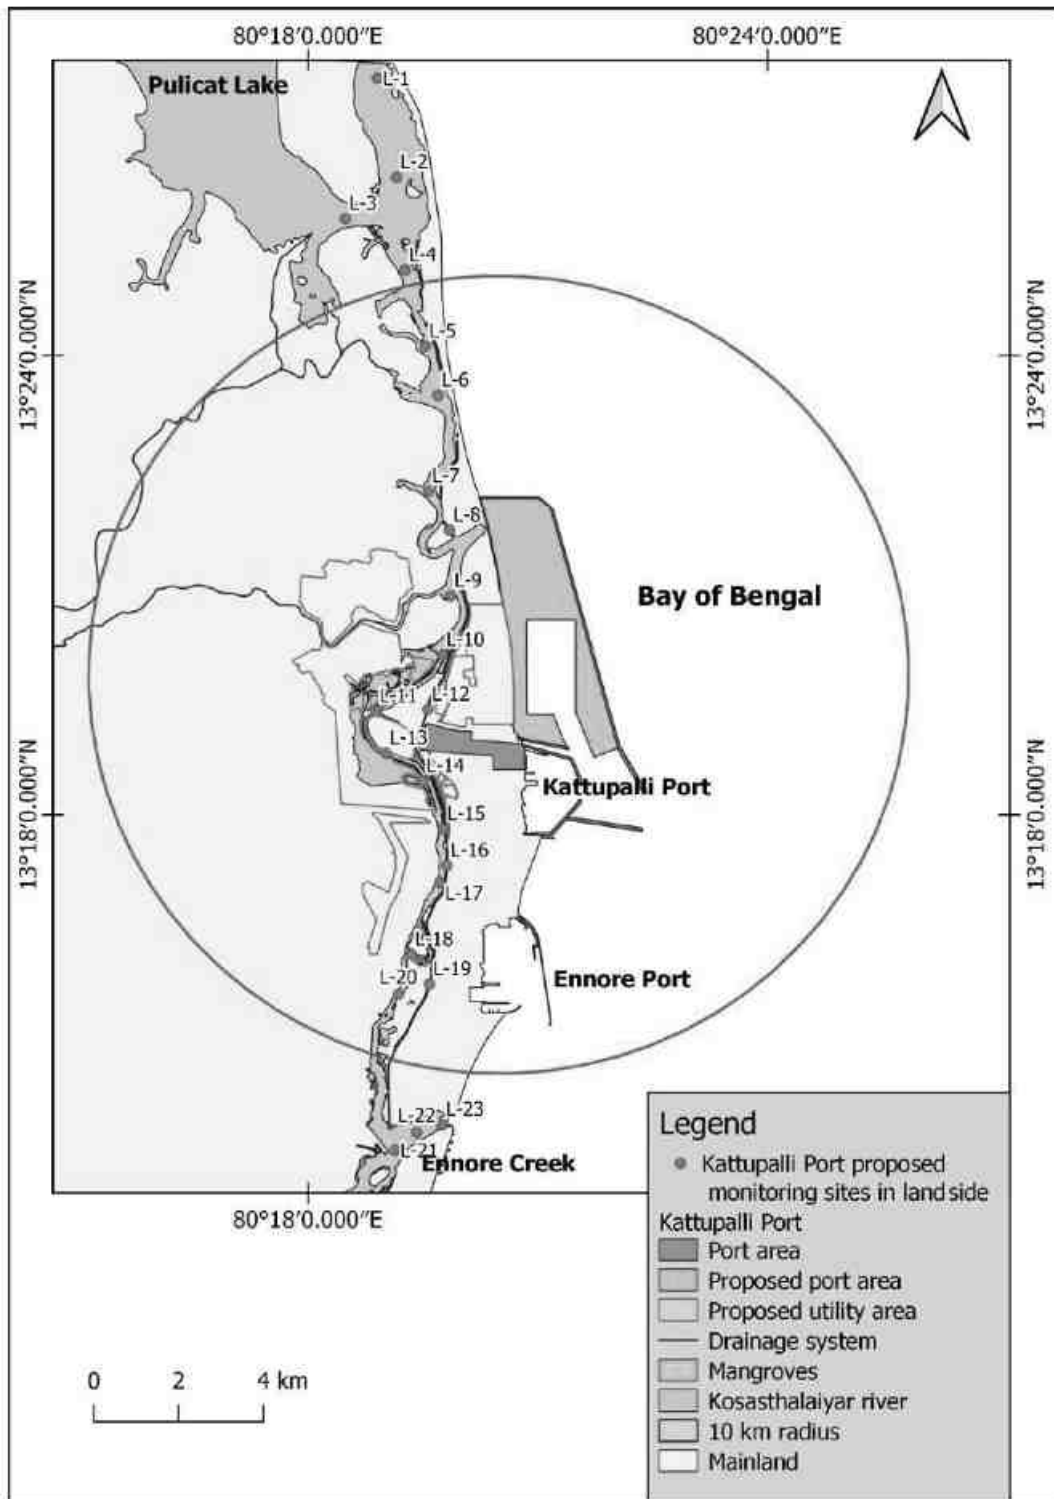 80°18′0.000″E
80°24′0.000″E
Pulicat Lake
L-1
L-2
L-3
L-4
L-5
L-6
L-7
L-8
L-9
L-10
L-11
L-12
L-13
L-14
L-15
L-16
L-17
L-18
L-19
L-20
L-22
L-23
L-21
13°24′0.000″N
13°24′0.000″N
Bay of Bengal
Kattupalli Port
13°18′0.000″N
13°18′0.000″N
Ennore Port
Ennore Creek
80°18′0.000″E
0 2 4 km
Legend
Kattupalli Port proposed
monitoring sites in land side
Kattupalli Port
Port area
Proposed port area
Proposed utility area
Drainage system
Mangroves
Kosasthalaiyar river
10 km radius
Mainland